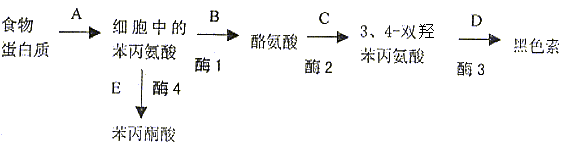 A B C D
食物 细胞中的 酪氨酸 3、4-双羟 黑色素
蛋白质 苯丙氨酸 苯丙氨酸
酶1 酶2 酶3
E 酶4
苯丙酮酸